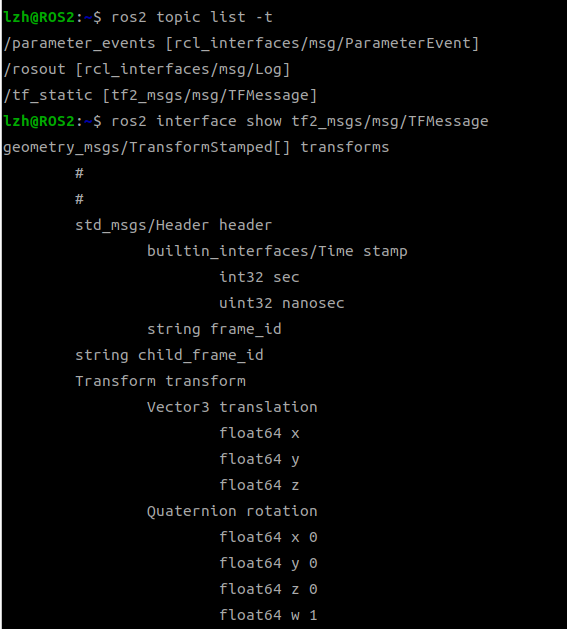 lzh@ROS2:~$ ros2 topic list -t
/parameter_events [rcl_interfaces/msg/ParameterEvent]
/rosout [rcl_interfaces/msg/Log]
/tf_static [tf2_msgs/msg/TFMessage]
lzh@ROS2:~$ ros2 interface show tf2_msgs/msg/TFMessage
geometry_msgs/TransformStamped[] transforms
	#
	#
	std_msgs/Header header
		builtin_interfaces/Time stamp
			int32 sec
			uint32 nanosec
		string frame_id
	string child_frame_id
	Transform transform
		Vector3 translation
			float64 x
			float64 y
			float64 z
		Quaternion rotation
			float64 x 0
			float64 y 0
			float64 z 0
			float64 w 1